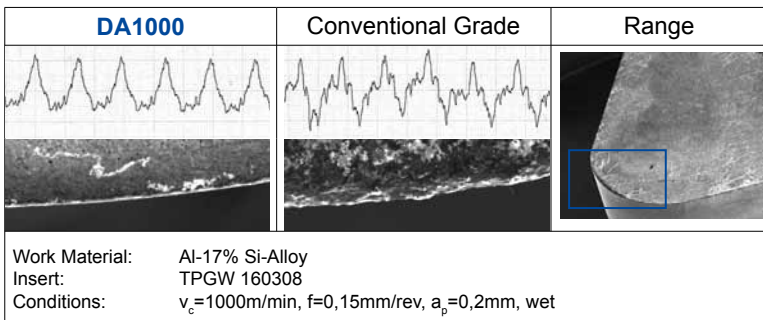 DA1000 Conventional Grade Range
Work Material: Al-17% Si-Alloy
Insert: TPGW 160308
Conditions: vc=1000m/min, f=0,15mm/rev, ap=0,2mm, wet